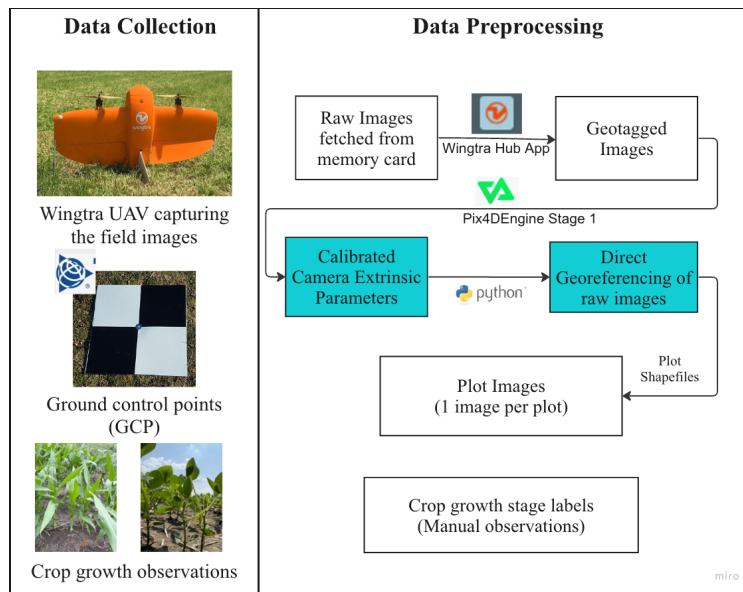 Data Collection
wingtra
Wingtra UAV capturing
the field images
®
Ground control points
(GCP)
Crop growth observations
Data Preprocessing
Raw Images
fetched from
memory card
Wingtra Hub App
Geotagged
Images
Pix4DEngine Stage 1
Calibrated
Camera Extrinsic
Parameters
python
Direct
Georeferencing of
raw images
Plot
Shapefiles
Plot Images
(1 image per plot)
Crop growth stage labels
(Manual observations)
miro